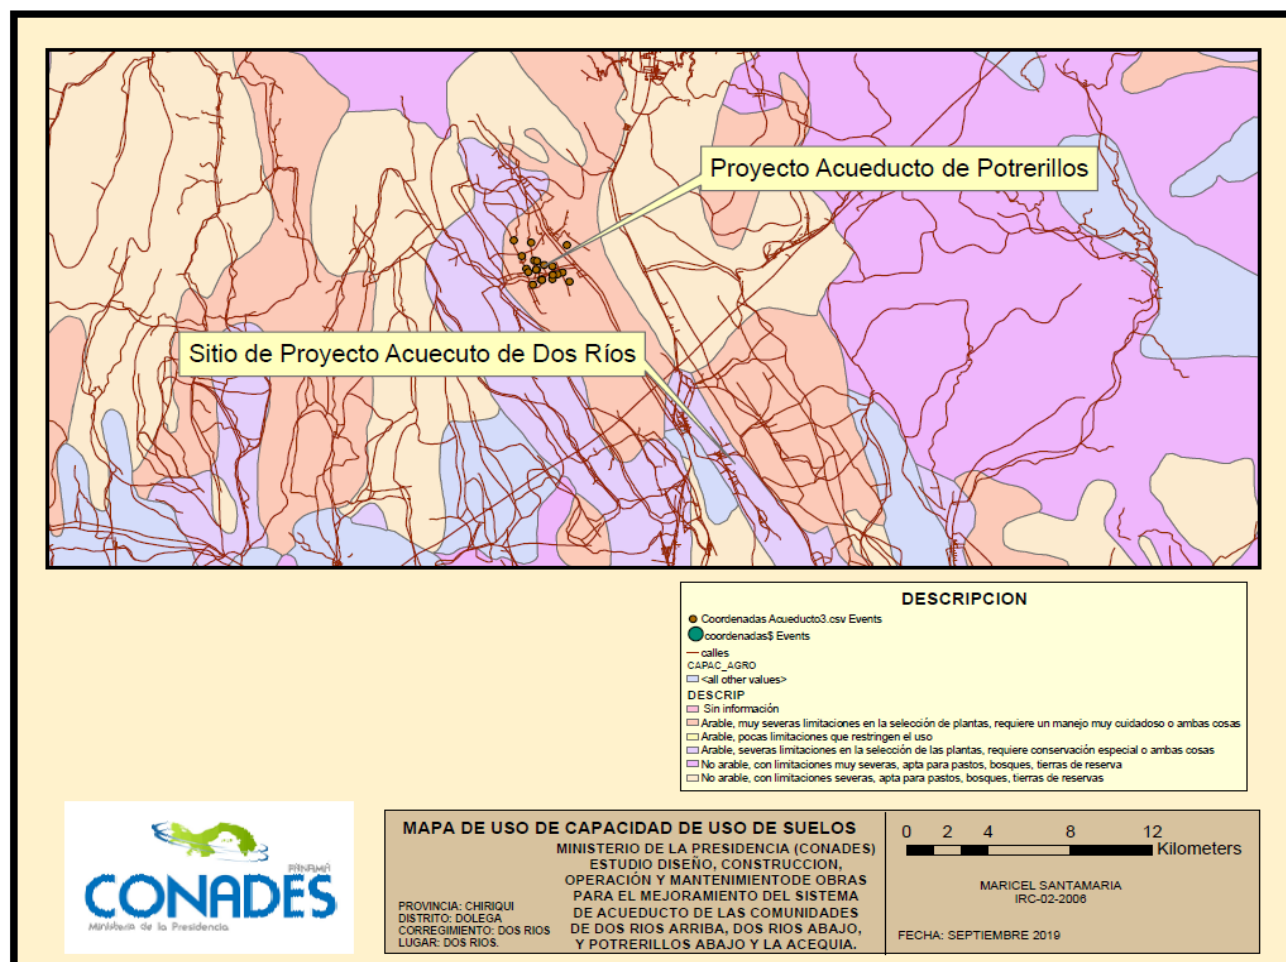 Proyecto Acueducto de Potrerillos
Sitio de Proyecto Acuecuto de Dos Ríos
DESCRIPCION
Coordenadas Acueducto3.csv Events
coordenadas$ Events
calles
CAPAC_AGRO
<all other values>
DESCRIP
Sin información
Arable, muy severas limitaciones en la selección de plantas, requiere un manejo muy cuidadoso o ambas cosas
Arable, pocas limitaciones que restringen el uso
Arable, severas limitaciones en la selección de las plantas, requiere conservación especial o ambas cosas
No arable, con limitaciones muy severas, apta para pastos, bosques, tierras de reserva
No arable, con limitaciones severas, apta para pastos, bosques, tierras de reservas
PANAMÁ
CONADES
Ministerio de la Presidencia
MAPA DE USO DE CAPACIDAD DE USO DE SUELOS
MINISTERIO DE LA PRESIDENCIA (CONADES)
ESTUDIO DISEÑO, CONSTRUCCION,
OPERACIÓN Y MANTENIMIENTODE OBRAS
PARA EL MEJORAMIENTO DEL SISTEMA
DE ACUEDUCTO DE LAS COMUNIDADES
DE DOS RIOS ARRIBA, DOS RIOS ABAJO,
Y POTRERILLOS ABAJO Y LA ACEQUIA.
PROVINCIA: CHIRIQUI
DISTRITO: DOLEGA
CORREGIMIENTO: DOS RIOS
LUGAR: DOS RIOS.
0 2 4 8 12
Kilometers
MARICEL SANTAMARIA
IRC-02-2006
FECHA: SEPTIEMBRE 2019